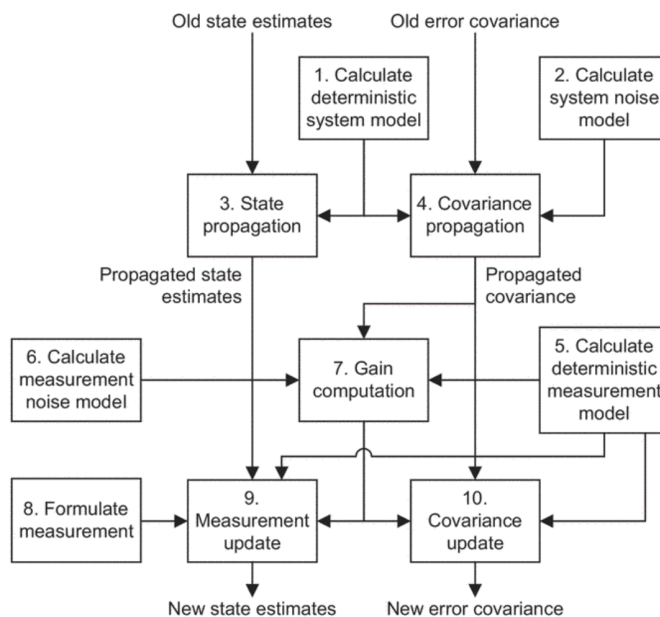 Old state estimates
Old error covariance
1. Calculate
deterministic
system model
2. Calculate
system noise
model
3. State
propagation
4. Covariance
propagation
Propagated state
estimates
Propagated
covariance
6. Calculate
measurement
noise model
7. Gain
computation
5. Calculate
deterministic
measurement
model
8. Formulate
measurement
9.
Measurement
update
10.
Covariance
update
New state estimates
New error covariance